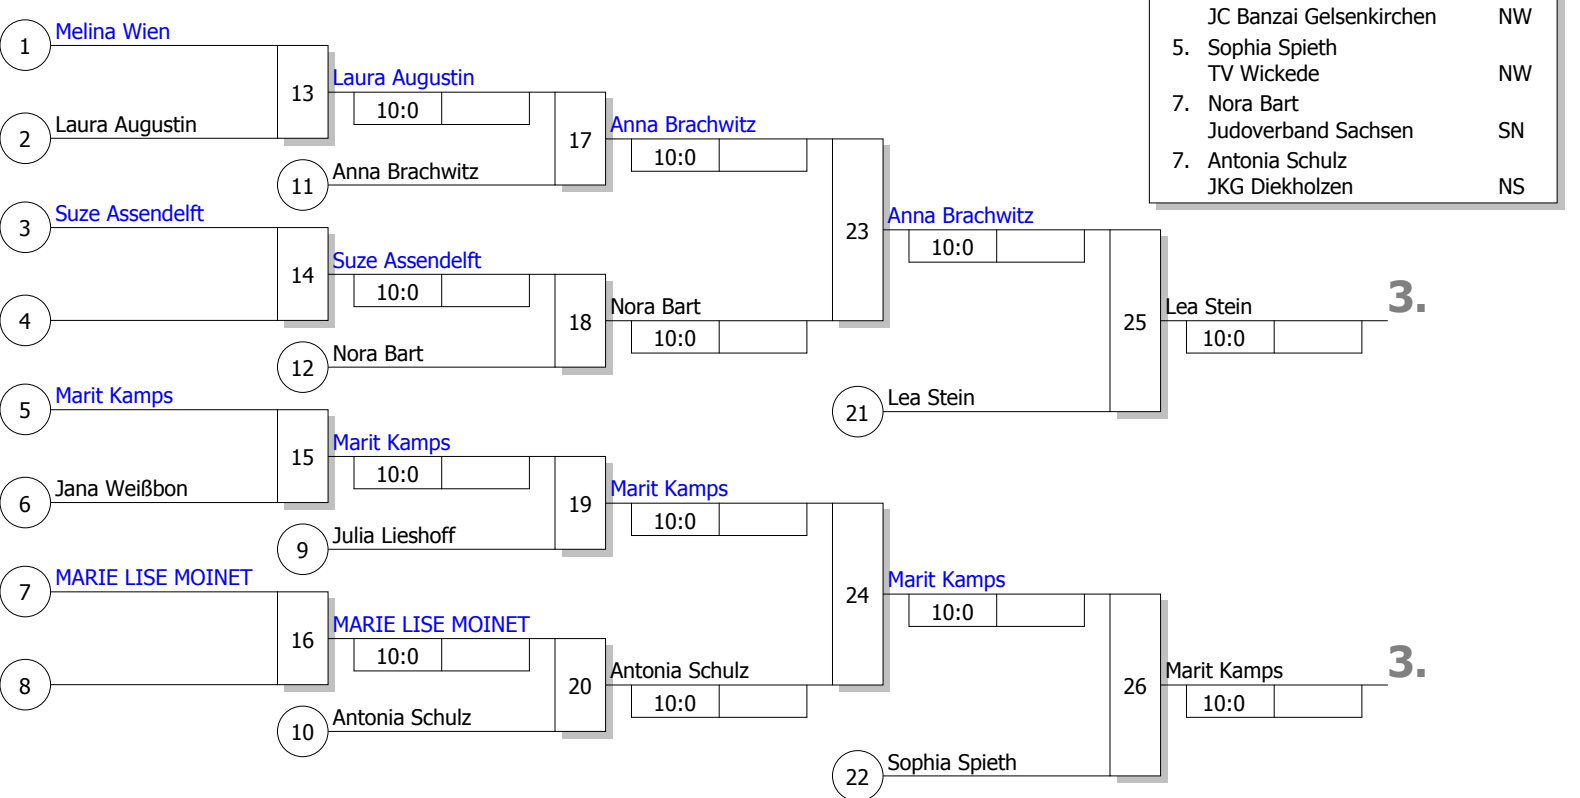 JC Banzai Gelsenkirchen NW
5. Sophia Spieth
TV Wickede NW
7. Nora Bart
Judoverband Sachsen SN
7. Antonia Schulz
JKG Diekholzen NS
1 Melina Wien
13 Laura Augustin
10:0
2 Laura Augustin
17 Anna Brachwitz
10:0
11 Anna Brachwitz
3 Suze Assendelft
23 Anna Brachwitz
10:0
14 Suze Assendelft
10:0
4
18 Nora Bart
10:0
12 Nora Bart
25 Lea Stein
10:0
3.
21 Lea Stein
5 Marit Kamps
15 Marit Kamps
10:0
6 Jana Weißbon
19 Marit Kamps
10:0
9 Julia Lieshoff
7 MARIE LISE MOINET
24 Marit Kamps
10:0
16 MARIE LISE MOINET
10:0
8
20 Antonia Schulz
10:0
10 Antonia Schulz
26 Marit Kamps
10:0
3.
22 Sophia Spieth